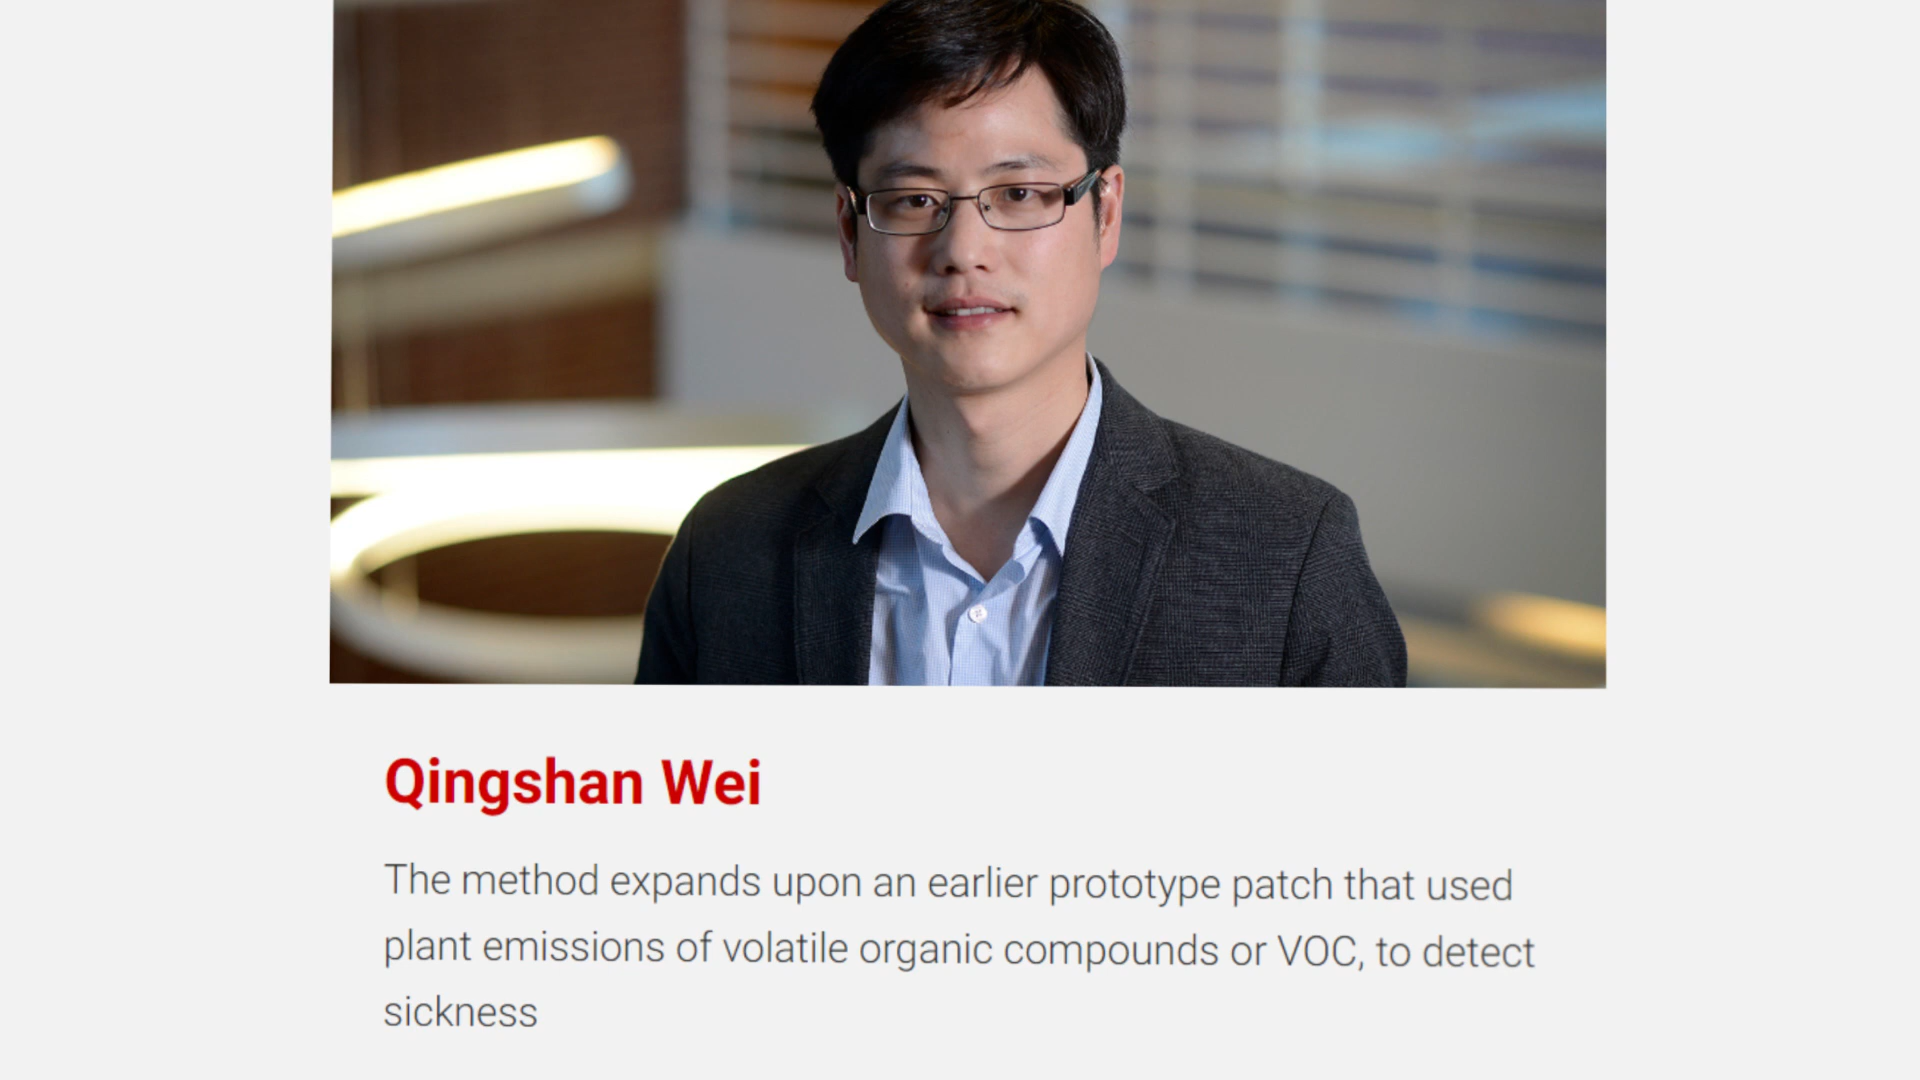 Qingshan Wei
The method expands upon an earlier prototype patch that used
plant emissions of volatile organic compounds or VOC, to detect
sickness